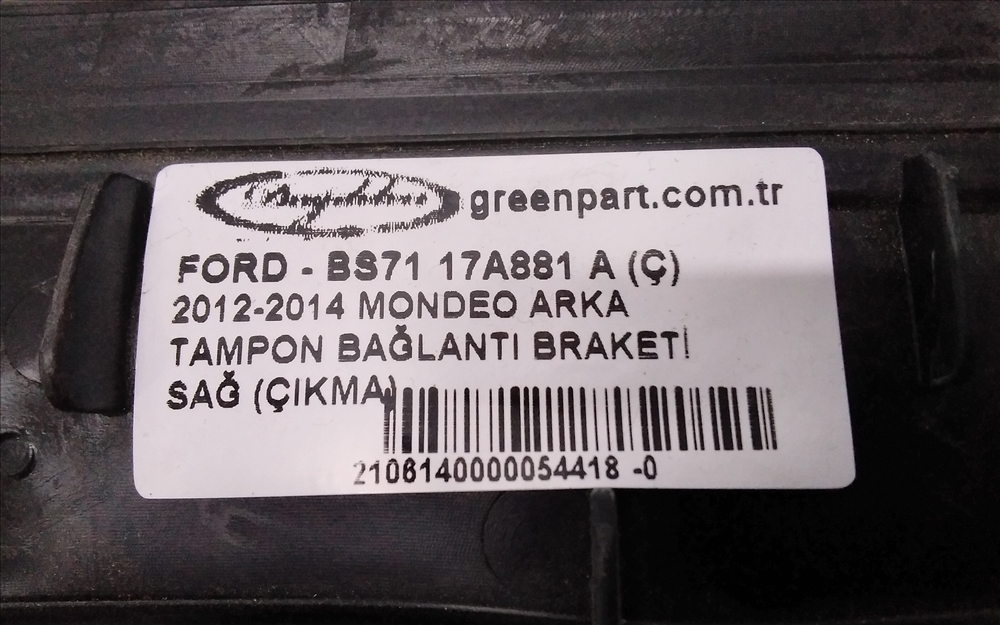 greenpart.com.tr
FORD - BS71 17A881 A (Ç)
2012-2014 MONDEO ARKA
TAMPON BAĞLANTI BRAKETİ
SAĞ (ÇIKMA)
2106140000054418 -0